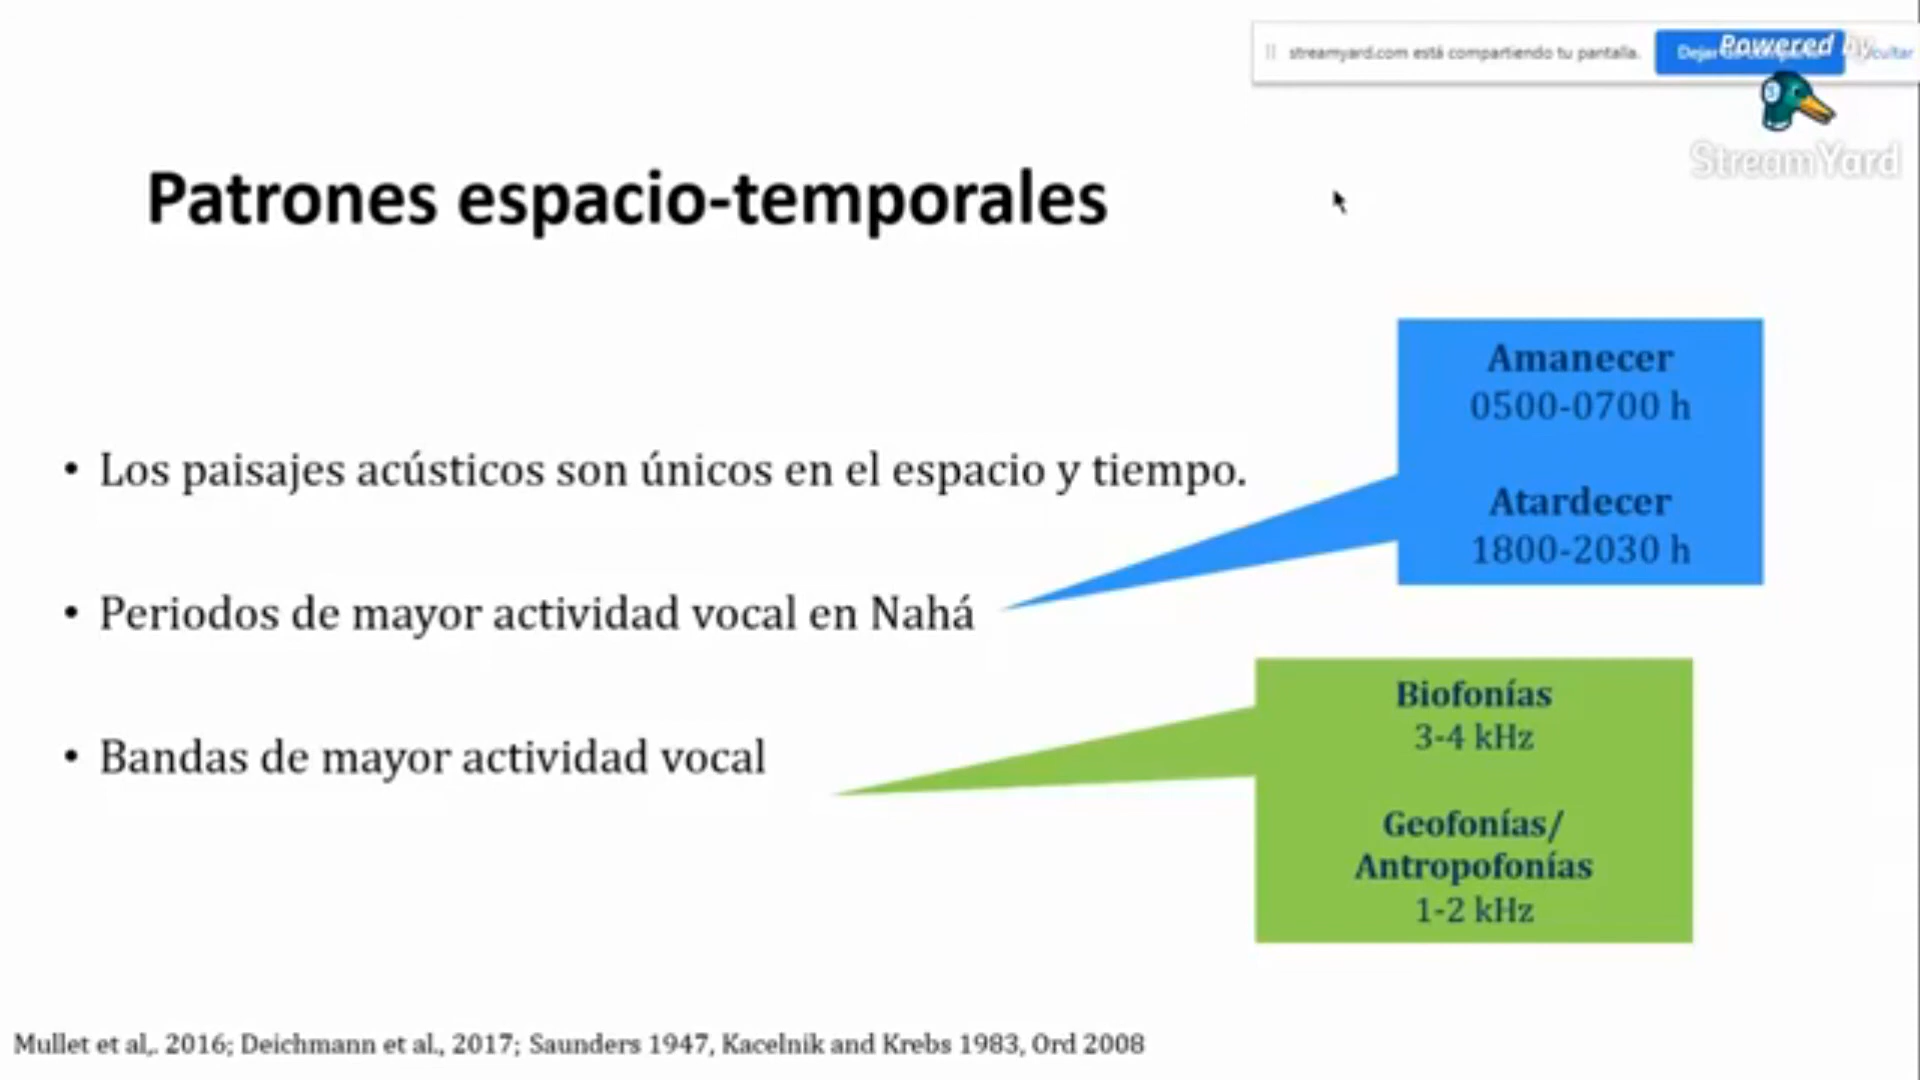 streamyard.com está compartiendo tu pantalla.
Powered by
StreamYard
Patrones espacio-temporales
Amanecer
0500-0700 h
Atardecer
1800-2030 h
• Los paisajes acústicos son únicos en el espacio y tiempo.
• Periodos de mayor actividad vocal en Nahá
• Bandas de mayor actividad vocal
Biofonías
3-4 kHz
Geofonías/
Antropofonías
1-2 kHz
Mullet et al,. 2016; Deichmann et al., 2017; Saunders 1947, Kacelnik and Krebs 1983, Ord 2008